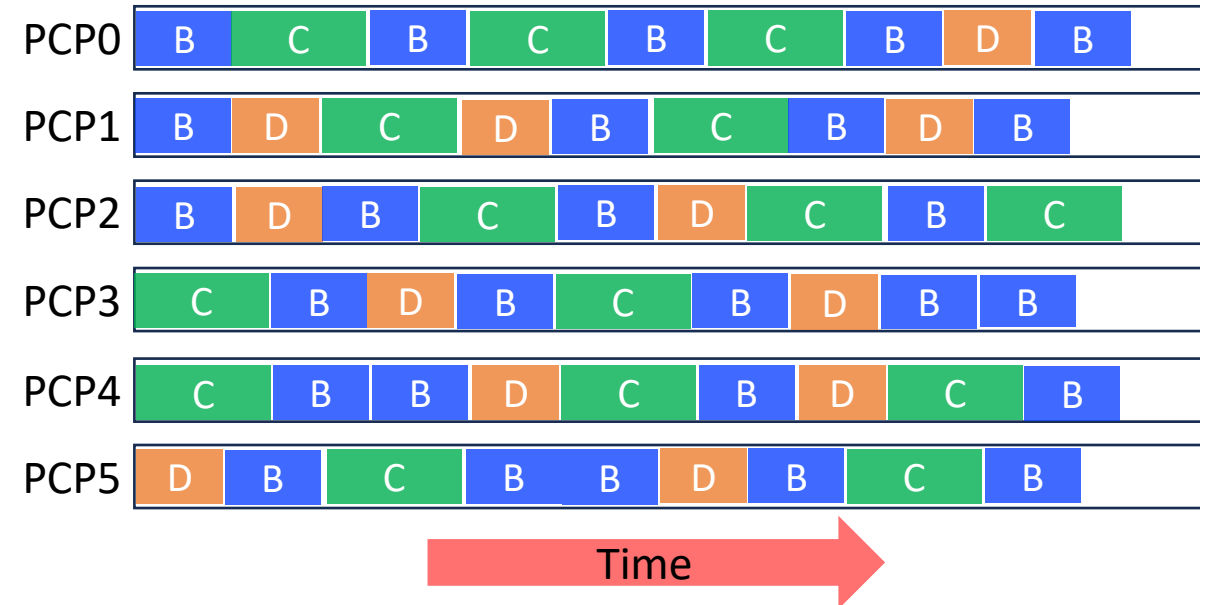 PCP0 B C B C B C B D B
PCP1 B D C D B C B D B
PCP2 B D B C B D C B C
PCP3 C B D B C B D B B
PCP4 C B B D C B D C B
PCP5 D B C B B D B C B
Time